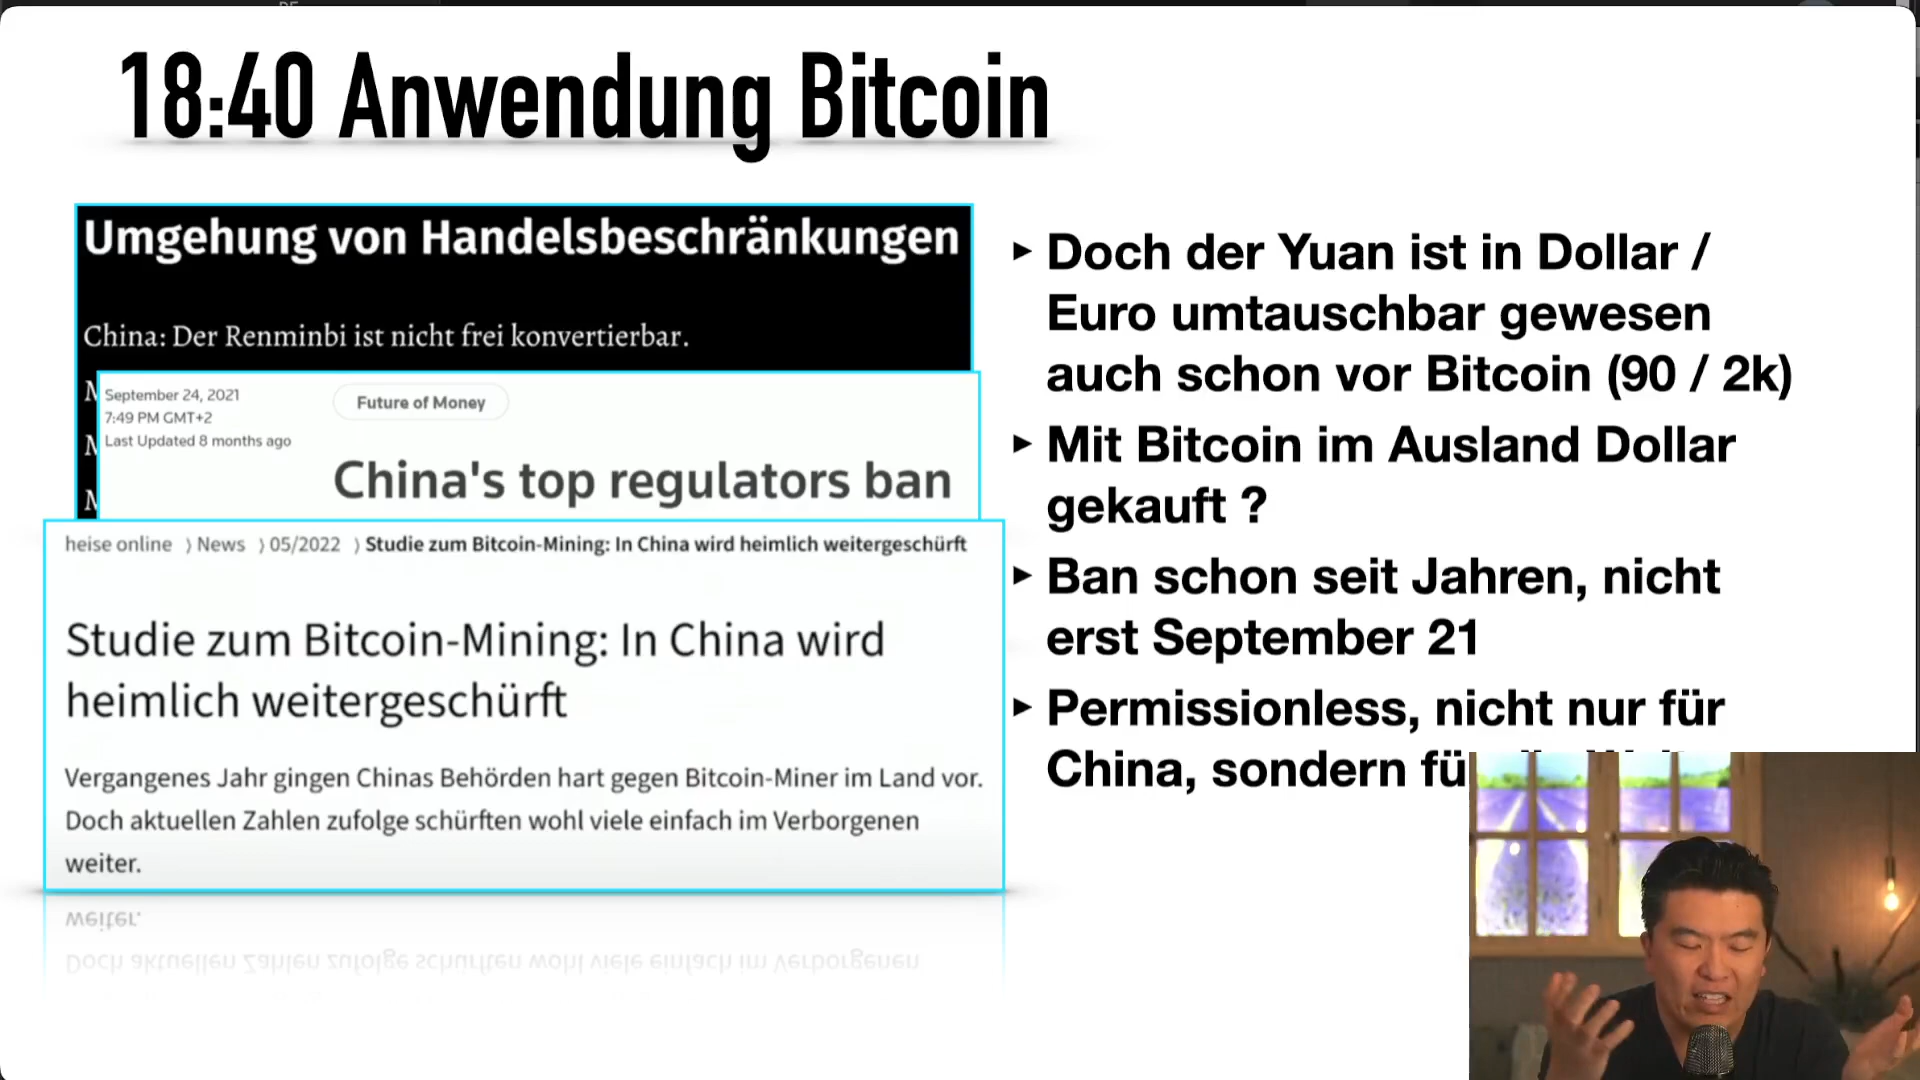 18:40 Anwendung Bitcoin
Umgehung von Handelsbeschränkungen
China: Der Renminbi ist nicht frei konvertierbar.
M
M
M
September 24, 2021
7:49 PM GMT+2
Last Updated 8 months ago
Future of Money
China's top regulators ban
heise online › News › 05/2022 › Studie zum Bitcoin-Mining: In China wird heimlich weitergeschürft
Studie zum Bitcoin-Mining: In China wird
heimlich weitergeschürft
Vergangenes Jahr gingen Chinas Behörden hart gegen Bitcoin-Miner im Land vor.
Doch aktuellen Zahlen zufolge schürften wohl viele einfach im Verborgenen
weiter.
▸ Doch der Yuan ist in Dollar /
Euro umtauschbar gewesen
auch schon vor Bitcoin (90 / 2k)
▸ Mit Bitcoin im Ausland Dollar
gekauft ?
▸ Ban schon seit Jahren, nicht
erst September 21
▸ Permissionless, nicht nur für
China, sondern fü